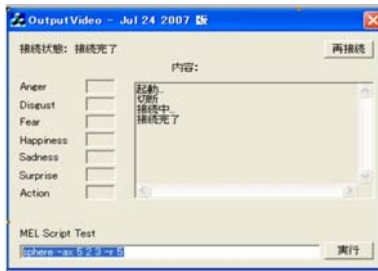 OutputVideo - Jul 24 2007 版
接続状態: 接続完了
再接続
内容:
Anger
Disgust
Fear
Happiness
Sadness
Surprise
Action
起動..
切断
接続中..
接続完了
MEL Script Test
sphere -ax 5 2 3 -r 5
実行